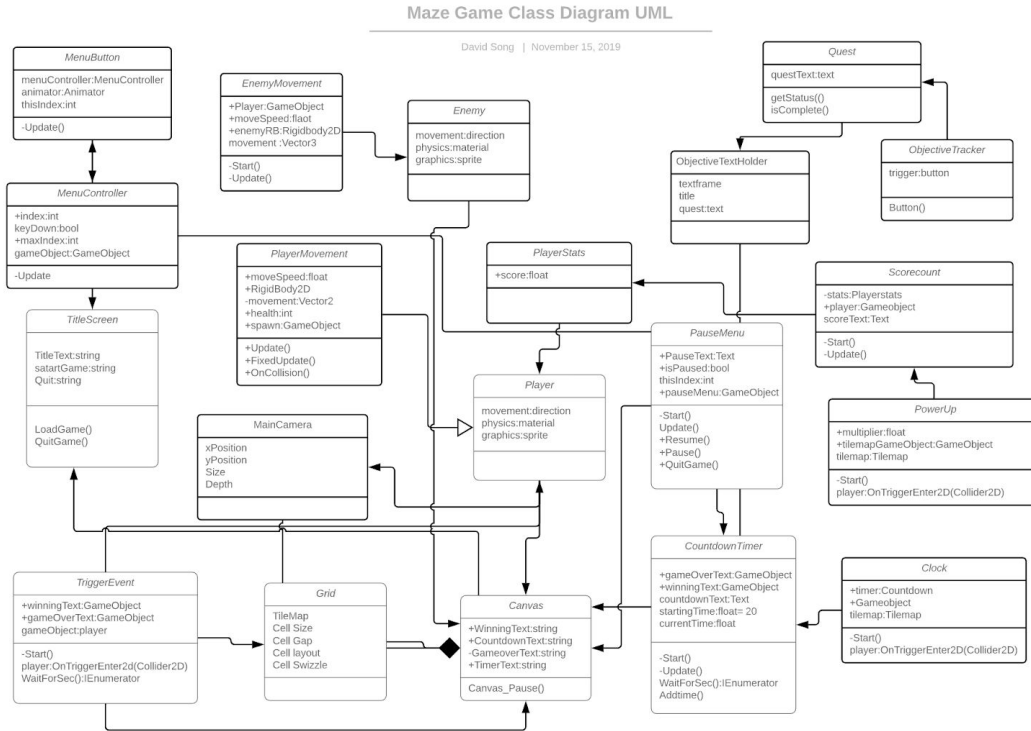 Maze Game Class Diagram UML
David Song | November 15, 2019
MenuButton
menuController:MenuController
animator:Animator
thisIndex:int
-Update()
EnemyMovement
+Player:GameObject
+moveSpeed:flaot
+enemyRB:Rigidbody2D
movement :Vector3
-Start()
-Update()
Enemy
movement:direction
physics:material
graphics:sprite
Quest
questText:text
getStatus(()
isComplete()
ObjectiveTracker
trigger:button
Button()
ObjectiveTextHolder
textframe
title
quest:text
MenuController
+index:int
keyDown:bool
+maxIndex:int
gameObject:GameObject
-Update
PlayerMovement
+moveSpeed:float
+RigidBody2D
-movement:Vector2
+health:int
+spawn:GameObject
+Update()
+FixedUpdate()
+OnCollision()
PlayerStats
+score:float
Scorecount
-stats:Playerstats
+player:Gameobject
scoreText:Text
-Start()
-Update()
TitleScreen
TitleText:string
satartGame:string
Quit:string
LoadGame()
QuitGame()
PauseMenu
+PauseText:Text
+isPaused:bool
thisIndex:int
+pauseMenu:GameObject
-Start()
Update()
+Resume()
+Pause()
+QuitGame()
Player
movement:direction
physics:material
graphics:sprite
PowerUp
+multiplier:float
+tilemapGameObject:GameObject
tilemap:Tilemap
-Start()
player:OnTriggerEnter2D(Collider2D)
MainCamera
xPosition
yPosition
Size
Depth
TriggerEvent
+winningText:GameObject
+gameOverText:GameObject
gameObject:player
-Start()
player:OnTriggerEnter2d(Collider2D)
WaitForSec():IEnumerator
Grid
TileMap
Cell Size
Cell Gap
Cell layout
Cell Swizzle
Canvas
+WinningText:string
+CountdownText:string
-GameoverText:string
+TimerText:string
Canvas_Pause()
CountdownTimer
+gameOverText:GameObject
+winningText:GameObject
countdownText:Text
startingTime:float= 20
currentTime:float
-Start()
-Update()
WaitForSec():IEnumerator
Addtime()
Clock
+timer:Countdown
+Gameobject
tilemap:Tilemap
-Start()
player:OnTriggerEnter2D(Collider2D)